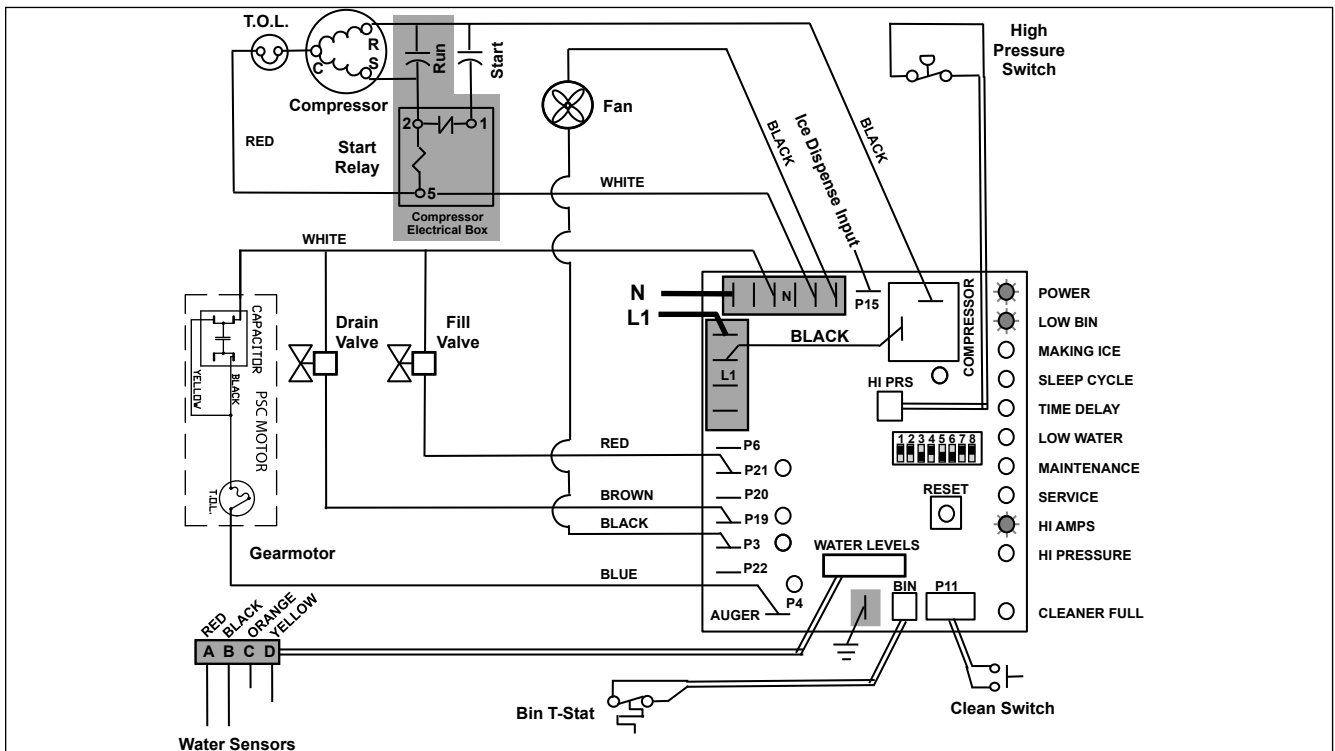 T.O.L.
R
S
C
Compressor
Run
Start
2
1
5
Start
Relay
Compressor
Electrical Box
RED
WHITE
Fan
BLACK
Ice Dispense Input
BLACK
High
Pressure
Switch
WHITE
N
L1
N
P15
COMPRESSOR
BLACK
L1
HI PRS
Drain
Valve
Fill
Valve
CAPACITOR
YELLOW
BLACK
PSC MOTOR
T.O.L.
Gearmotor
RED
BROWN
BLACK
BLUE
P6
P21
P20
P19
P3
P22
P4
AUGER
1 2 3 4 5 6 7 8
RESET
WATER LEVELS
BIN
P11
POWER
LOW BIN
MAKING ICE
SLEEP CYCLE
TIME DELAY
LOW WATER
MAINTENANCE
SERVICE
HI AMPS
HI PRESSURE
CLEANER FULL
RED
BLACK
ORANGE
YELLOW
A B C D
Water Sensors
Bin T-Stat
Clean Switch